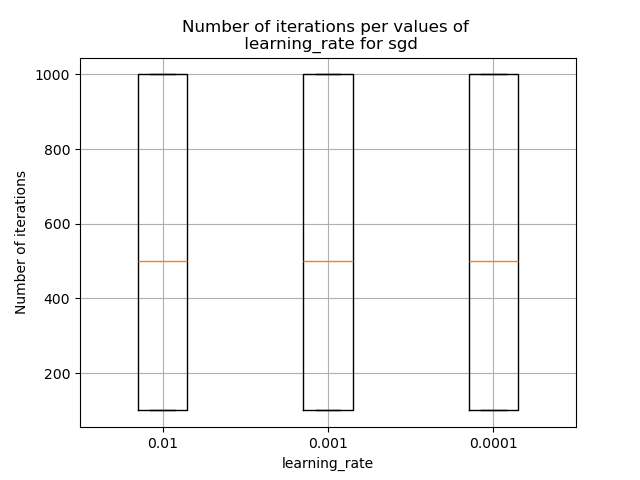 Number of iterations per values of
learning_rate for sgd
1000
800
600
400
200
Number of iterations
0.01 0.001 0.0001
learning_rate